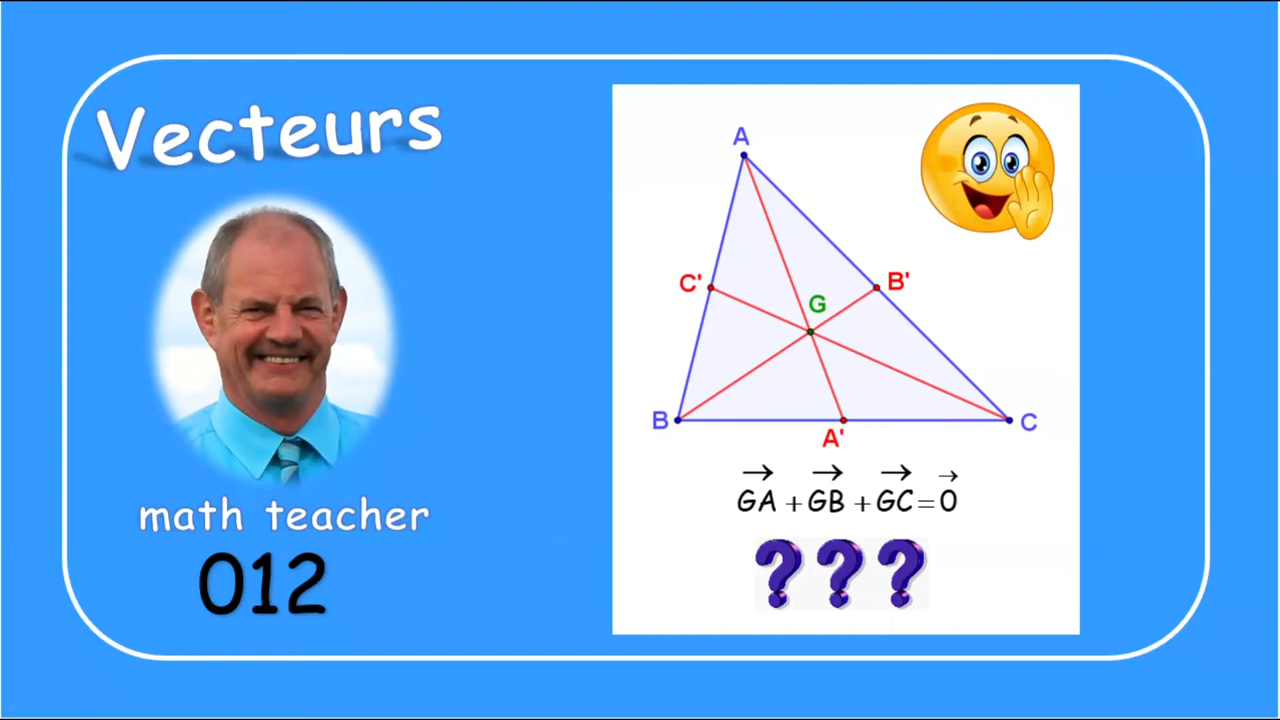 Vecteurs
math teacher
012
A
C'
B'
G
B
A'
C
→ → → →
GA + GB + GC = 0
???